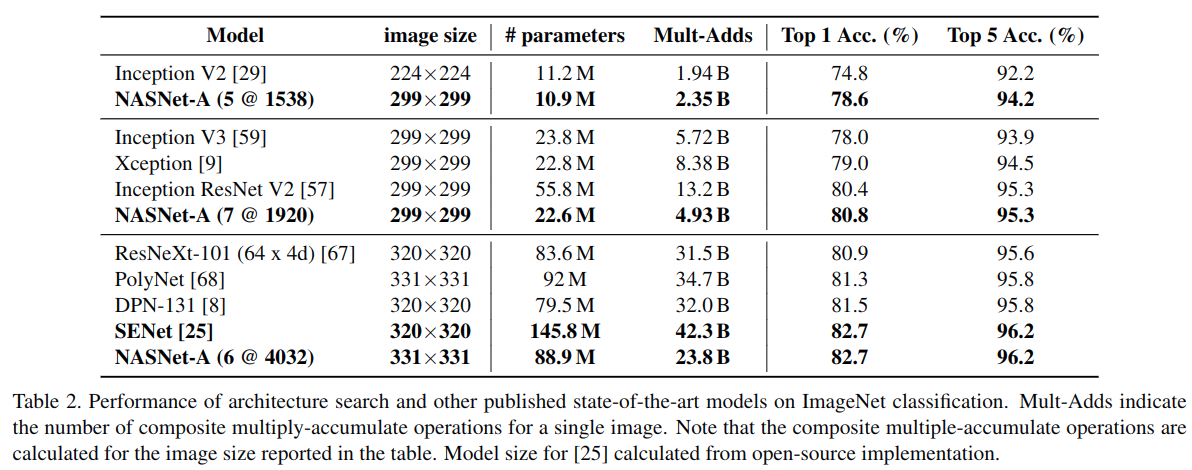 Model image size # parameters Mult-Adds Top 1 Acc. (%) Top 5 Acc. (%)
Inception V2 [29] 224×224 11.2 M 1.94 B 74.8 92.2
NASNet-A (5 @ 1538) 299×299 10.9 M 2.35 B 78.6 94.2
Inception V3 [59] 299×299 23.8 M 5.72 B 78.0 93.9
Xception [9] 299×299 22.8 M 8.38 B 79.0 94.5
Inception ResNet V2 [57] 299×299 55.8 M 13.2 B 80.4 95.3
NASNet-A (7 @ 1920) 299×299 22.6 M 4.93 B 80.8 95.3
ResNeXt-101 (64 x 4d) [67] 320×320 83.6 M 31.5 B 80.9 95.6
PolyNet [68] 331×331 92 M 34.7 B 81.3 95.8
DPN-131 [8] 320×320 79.5 M 32.0 B 81.5 95.8
SENet [25] 320×320 145.8 M 42.3 B 82.7 96.2
NASNet-A (6 @ 4032) 331×331 88.9 M 23.8 B 82.7 96.2
Table 2. Performance of architecture search and other published state-of-the-art models on ImageNet classification. Mult-Adds indicate
the number of composite multiply-accumulate operations for a single image. Note that the composite multiple-accumulate operations are
calculated for the image size reported in the table. Model size for [25] calculated from open-source implementation.